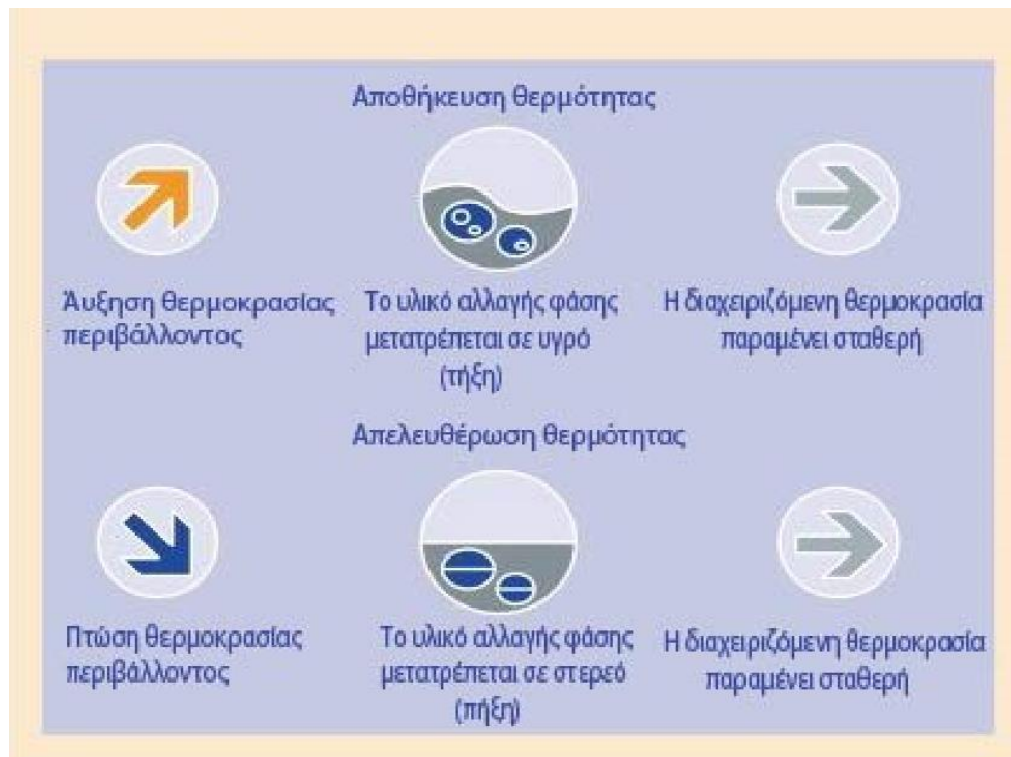 Αποθήκευση θερμότητας
Άυξηση θερμοκρασίας
περιβάλλοντος
Το υλικό αλλαγής φάσης
μετατρέπεται σε υγρό
(τήξη)
Η διαχειριζόμενη θερμοκρασία
παραμένει σταθερή
Απελευθέρωση θερμότητας
Πτώση θερμοκρασίας
περιβάλλοντος
Το υλικό αλλαγής φάσης
μετατρέπεται σε στερεό
(πήξη)
Η διαχειριζόμενη θερμοκρασία
παραμένει σταθερή